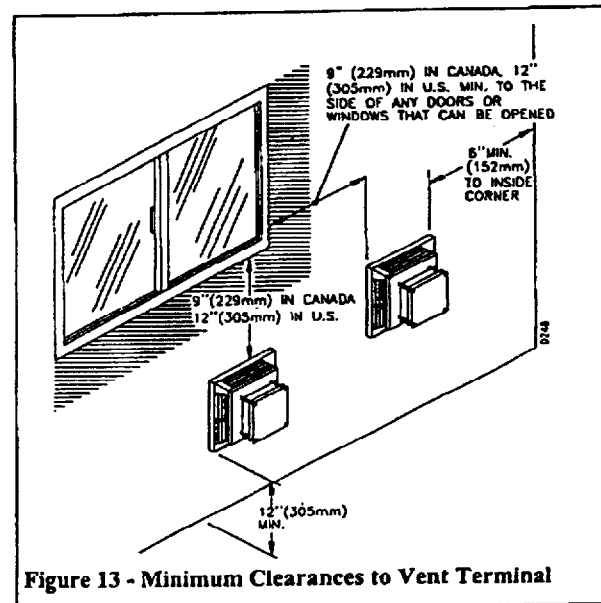 9" (229mm) IN CANADA, 12"
(305mm) IN U.S. MIN. TO THE
SIDE OF ANY DOORS OR
WINDOWS THAT CAN BE OPENED
6"MIN.
(152mm)
TO INSIDE
CORNER
9"(229mm) IN CANADA
12"(305mm) IN U.S.
D248
12"(305mm)
MIN.
Figure 13 - Minimum Clearances to Vent Terminal